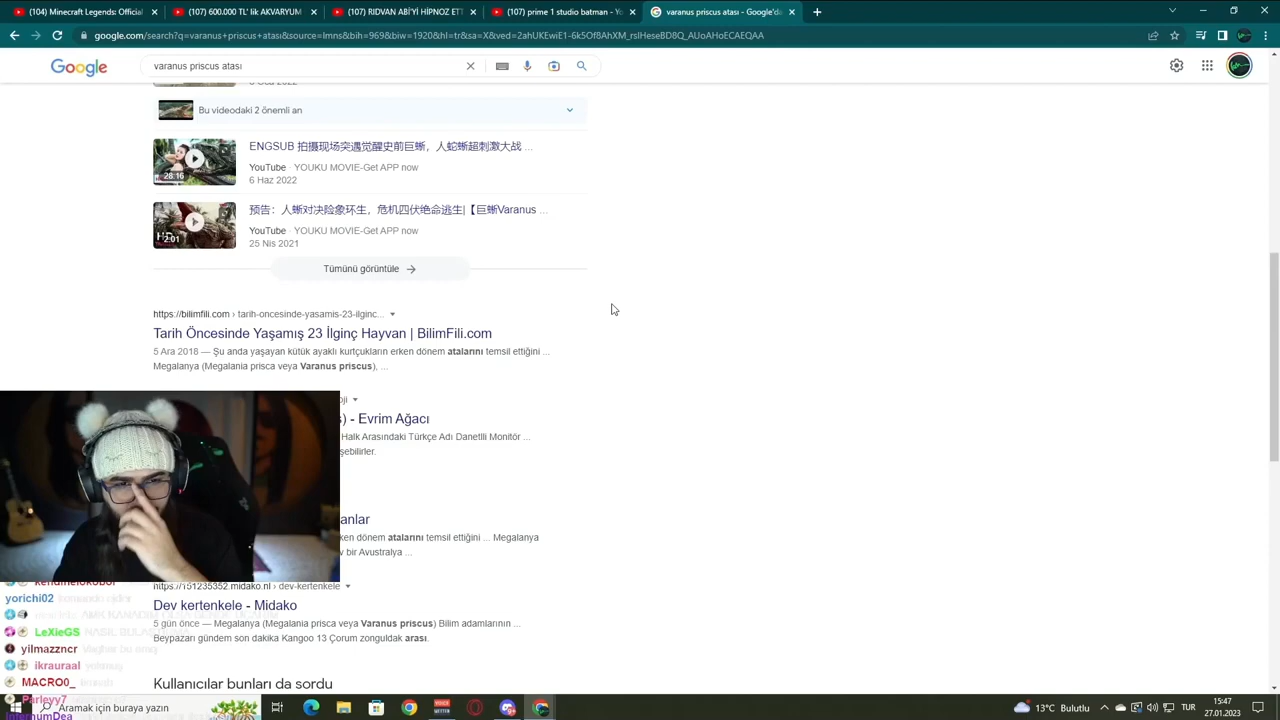 (104) Minecraft Legends: Official
(107) 600.000 TL' lik AKVARYUM
(107) RIDVAN ABİ'Yİ HİPNOZ ETT
(107) prime 1 studio batman - Yo
varanus priscus atası - Google'da
google.com/search?q=varanus+priscus+atası&source=lmns&bih=969&biw=1920&hl=tr&sa=X&ved=2ahUKEwiE1-6k5Of8AhXM_rsIHeseBD8Q_AUoAHoECAEQAA
Google
varanus priscus atası
Bu videodaki 2 önemli an
ENGSUB 拍摄现场突遇觉醒史前巨蜥，人蛇蜥超刺激大战 ...
28:16
YouTube · YOUKU MOVIE-Get APP now
6 Haz 2022
预告：人蜥对决险象环生，危机四伏绝命逃生|【巨蜥Varanus ...
2:01
YouTube · YOUKU MOVIE-Get APP now
25 Nis 2021
Tümünü görüntüle
https://bilimfili.com › tarih-oncesinde-yasamis-23-ilginc...
Tarih Öncesinde Yaşamış 23 İlginç Hayvan | BilimFili.com
5 Ara 2018 — Şu anda yaşayan kütük ayaklı kurtçukların erken dönem atalarını temsil ettiğini ...
Megalanya (Megalania prisca veya Varanus priscus), ...
oji
s) - Evrim Ağacı
Halk Arasındaki Türkçe Adı Danetlli Monitör ...
şebilirler.
anlar
ken dönem atalarını temsil ettiğini ... Megalanya
v bir Avustralya ...
https://151235352.midako.nl › dev-kertenkele
Dev kertenkele - Midako
5 gün önce — Megalanya (Megalania prisca veya Varanus priscus) Bilim adamlarının ...
Beypazarı gündem son dakika Kangoo 13 Çorum zonguldak arası.
Kullanıcılar bunları da sordu
yorichi02
LeXieGS
yilmazzncr
ikrauraal
MACRO0_
Parleyy7
Aramak için buraya yazın
13°C Bulutlu
TUR
15:47
27.01.2023